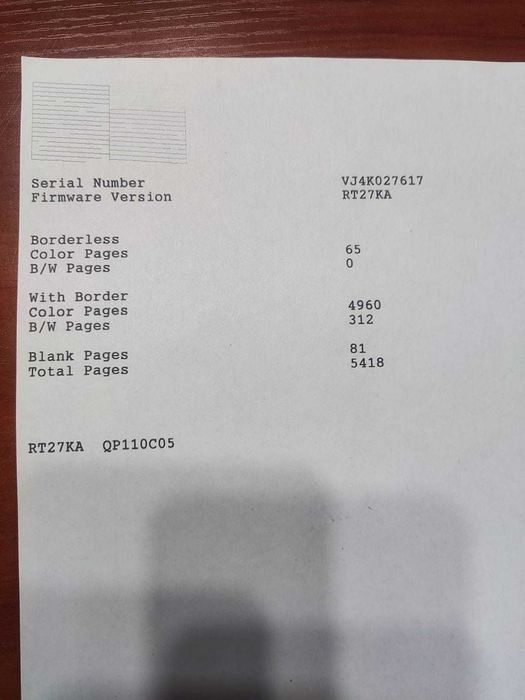 Serial Number VJ4K027617
Firmware Version RT27KA
Borderless
Color Pages 65
B/W Pages 0
With Border
Color Pages 4960
B/W Pages 312
Blank Pages 81
Total Pages 5418
RT27KA QP110C05